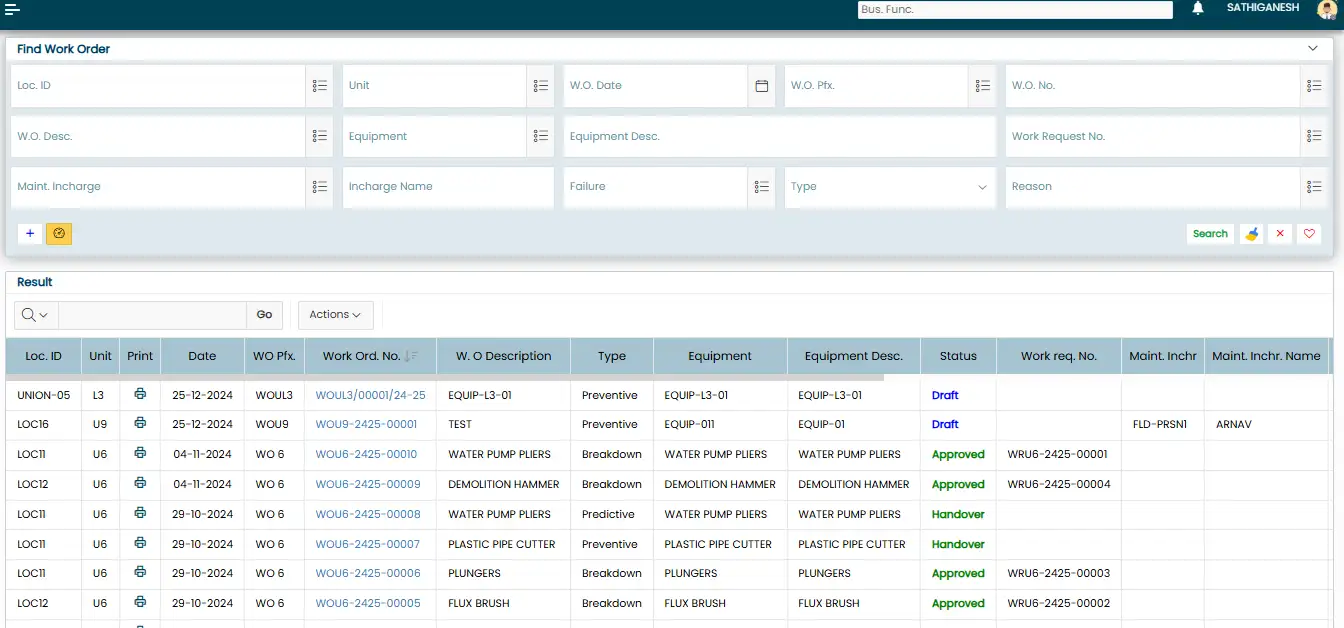 Bus. Func. SATHIGANESH
Find Work Order
Loc. ID Unit W.O. Date W.O. Pfx. W.O. No.
W.O. Desc. Equipment Equipment Desc. Work Request No.
Maint. Incharge Incharge Name Failure Type Reason
+ Search
Result
Go Actions
Loc. ID Unit Print Date WO Pfx. Work Ord. No. W. O Description Type Equipment Equipment Desc. Status Work req. No. Maint. Inchr Maint. Inchr. Name
UNION-05 L3 25-12-2024 WOUL3 WOUL3/00001/24-25 EQUIP-L3-01 Preventive EQUIP-L3-01 EQUIP-L3-01 Draft
LOC16 U9 25-12-2024 WOU9 WOU9-2425-00001 TEST Preventive EQUIP-011 EQUIP-01 Draft FLD-PRSN1 ARNAV
LOC11 U6 04-11-2024 WO 6 WOU6-2425-00010 WATER PUMP PLIERS Breakdown WATER PUMP PLIERS WATER PUMP PLIERS Approved WRU6-2425-00001
LOC12 U6 04-11-2024 WO 6 WOU6-2425-00009 DEMOLITION HAMMER Breakdown DEMOLITION HAMMER DEMOLITION HAMMER Approved WRU6-2425-00004
LOC11 U6 29-10-2024 WO 6 WOU6-2425-00008 WATER PUMP PLIERS Predictive WATER PUMP PLIERS WATER PUMP PLIERS Handover
LOC11 U6 29-10-2024 WO 6 WOU6-2425-00007 PLASTIC PIPE CUTTER Preventive PLASTIC PIPE CUTTER PLASTIC PIPE CUTTER Handover
LOC11 U6 29-10-2024 WO 6 WOU6-2425-00006 PLUNGERS Breakdown PLUNGERS PLUNGERS Approved WRU6-2425-00003
LOC12 U6 29-10-2024 WO 6 WOU6-2425-00005 FLUX BRUSH Breakdown FLUX BRUSH FLUX BRUSH Approved WRU6-2425-00002